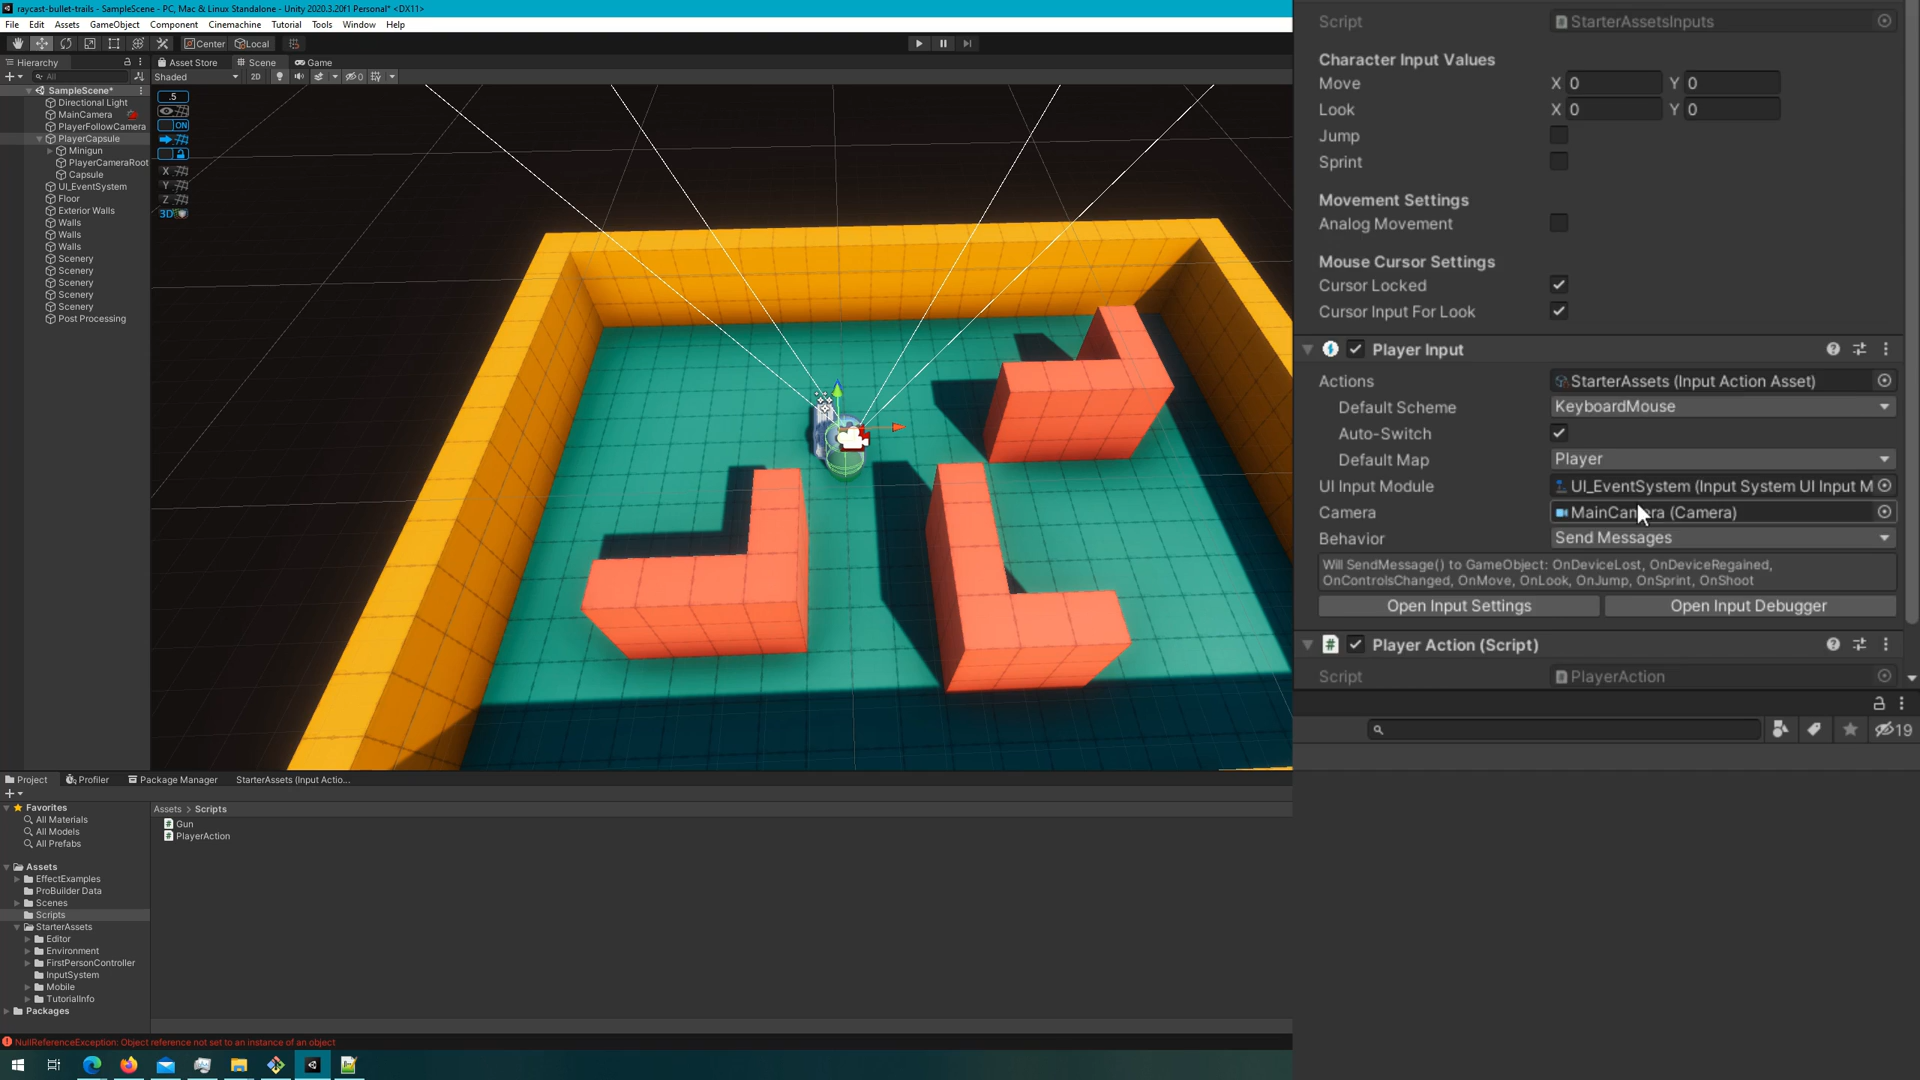 raycast-bullet-trails - SampleScene - PC, Mac & Linux Standalone - Unity 2020.3.20f1 Personal* <DX11>
File Edit Assets GameObject Component Cinemachine Tutorial Tools Window Help
Center Local
Hierarchy
All
SampleScene*
Directional Light
MainCamera
PlayerFollowCamera
PlayerCapsule
Minigun
PlayerCameraRoot
Capsule
UI_EventSystem
Floor
Exterior Walls
Walls
Walls
Walls
Scenery
Scenery
Scenery
Scenery
Scenery
Post Processing
Asset Store Scene Game
Shaded 2D 0
.5
ON
X
Y
Z
3D
Script StarterAssetsInputs
Character Input Values
Move X 0 Y 0
Look X 0 Y 0
Jump
Sprint
Movement Settings
Analog Movement
Mouse Cursor Settings
Cursor Locked
Cursor Input For Look
Player Input
Actions StarterAssets (Input Action Asset)
Default Scheme KeyboardMouse
Auto-Switch
Default Map Player
UI Input Module UI_EventSystem (Input System UI Input M
Camera MainCamera (Camera)
Behavior Send Messages
Will SendMessage() to GameObject: OnDeviceLost, OnDeviceRegained,
OnControlsChanged, OnMove, OnLook, OnJump, OnSprint, OnShoot
Open Input Settings Open Input Debugger
Player Action (Script)
Script PlayerAction
19
Project Profiler Package Manager StarterAssets (Input Actio...
Favorites
All Materials
All Models
All Prefabs
Assets
EffectExamples
ProBuilder Data
Scenes
Scripts
StarterAssets
Editor
Environment
FirstPersonController
InputSystem
Mobile
TutorialInfo
Packages
Assets > Scripts
Gun
PlayerAction
NullReferenceException: Object reference not set to an instance of an object